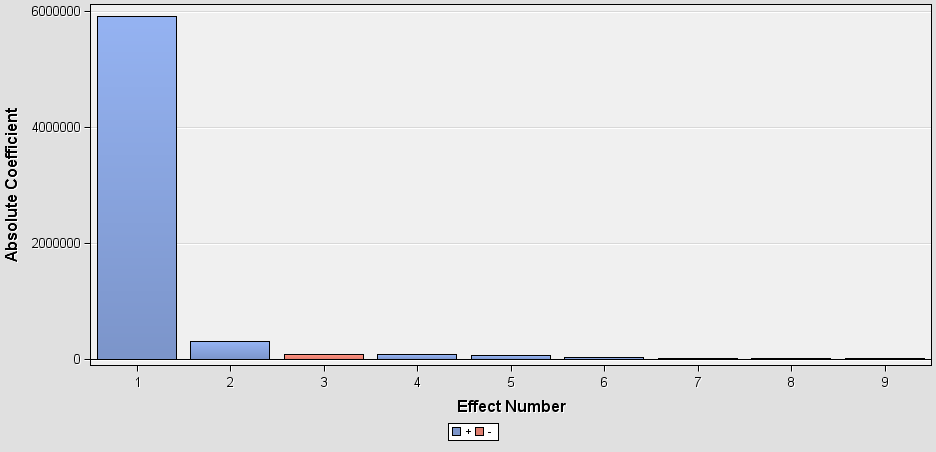 6000000
4000000
2000000
0
Absolute Coefficient
1 2 3 4 5 6 7 8 9
Effect Number
+ -